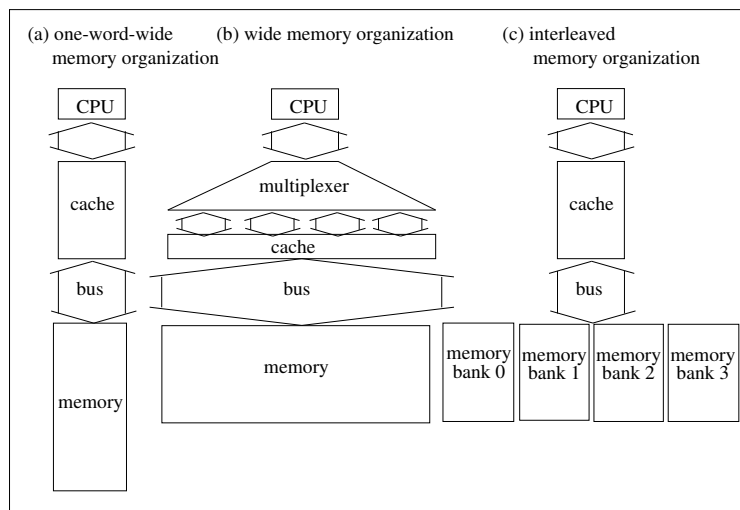 (a) one-word-wide
memory organization
(b) wide memory organization
(c) interleaved
memory organization
CPU
cache
bus
memory
CPU
multiplexer
cache
bus
memory
CPU
cache
bus
memory
bank 0
memory
bank 1
memory
bank 2
memory
bank 3